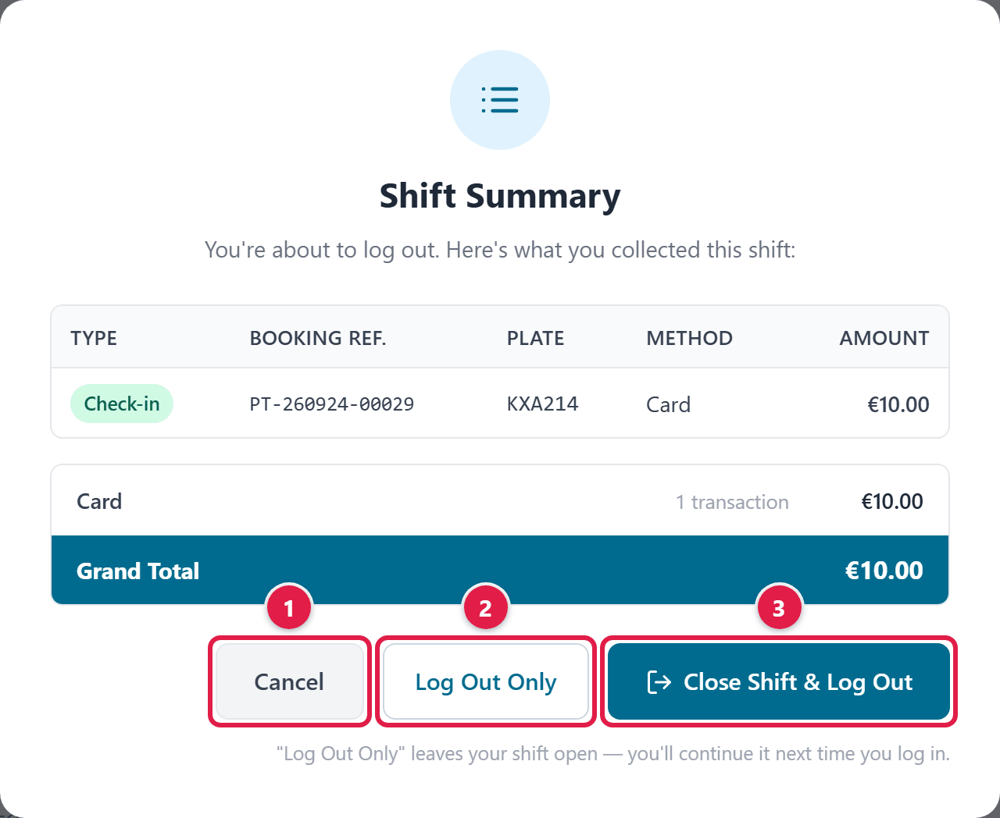 Shift Summary
You're about to log out. Here's what you collected this shift:
TYPE BOOKING REF. PLATE METHOD AMOUNT
Check-in PT-260924-00029 KXA214 Card €10.00
Card 1 transaction €10.00
Grand Total €10.00
1 2 3
Cancel Log Out Only Close Shift & Log Out
"Log Out Only" leaves your shift open — you'll continue it next time you log in.